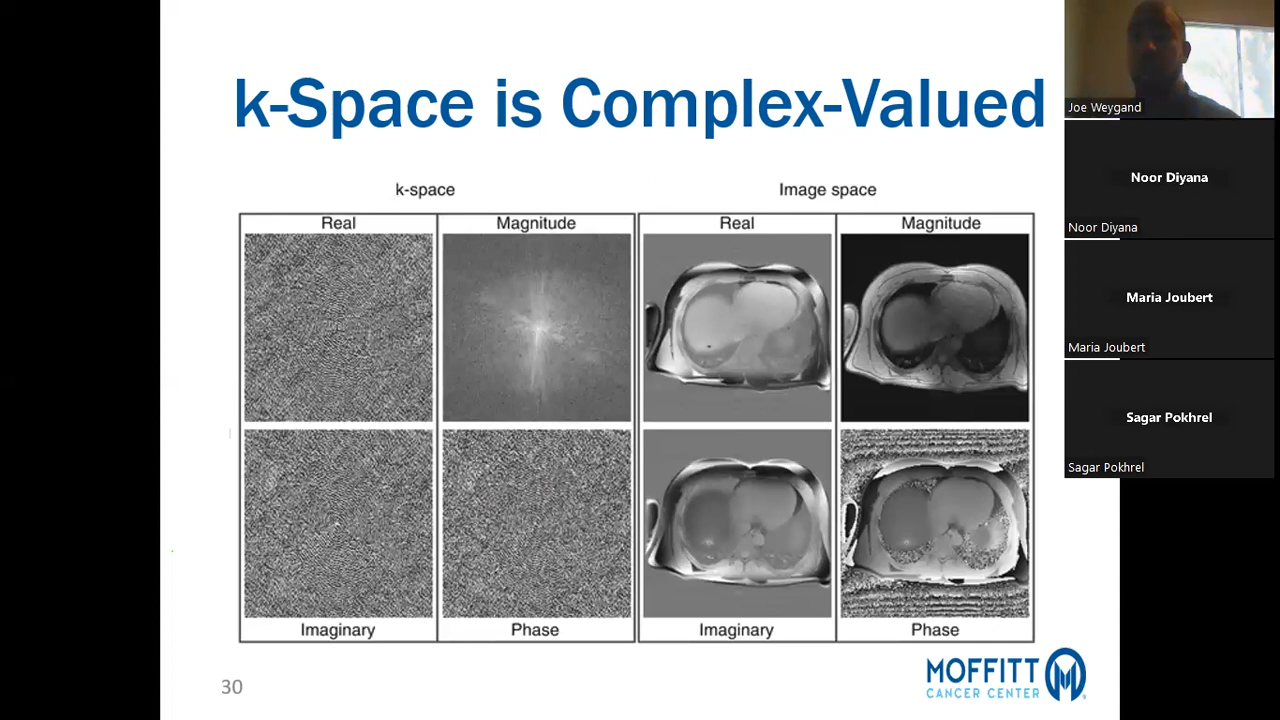 k-Space is Complex-Valued
k-space
Image space
Real
Magnitude
Real
Magnitude
Imaginary
Phase
Imaginary
Phase
30
MOFFITT
CANCER CENTER
Joe Weygand
Noor Diyana
Noor Diyana
Maria Joubert
Maria Joubert
Sagar Pokhrel
Sagar Pokhrel